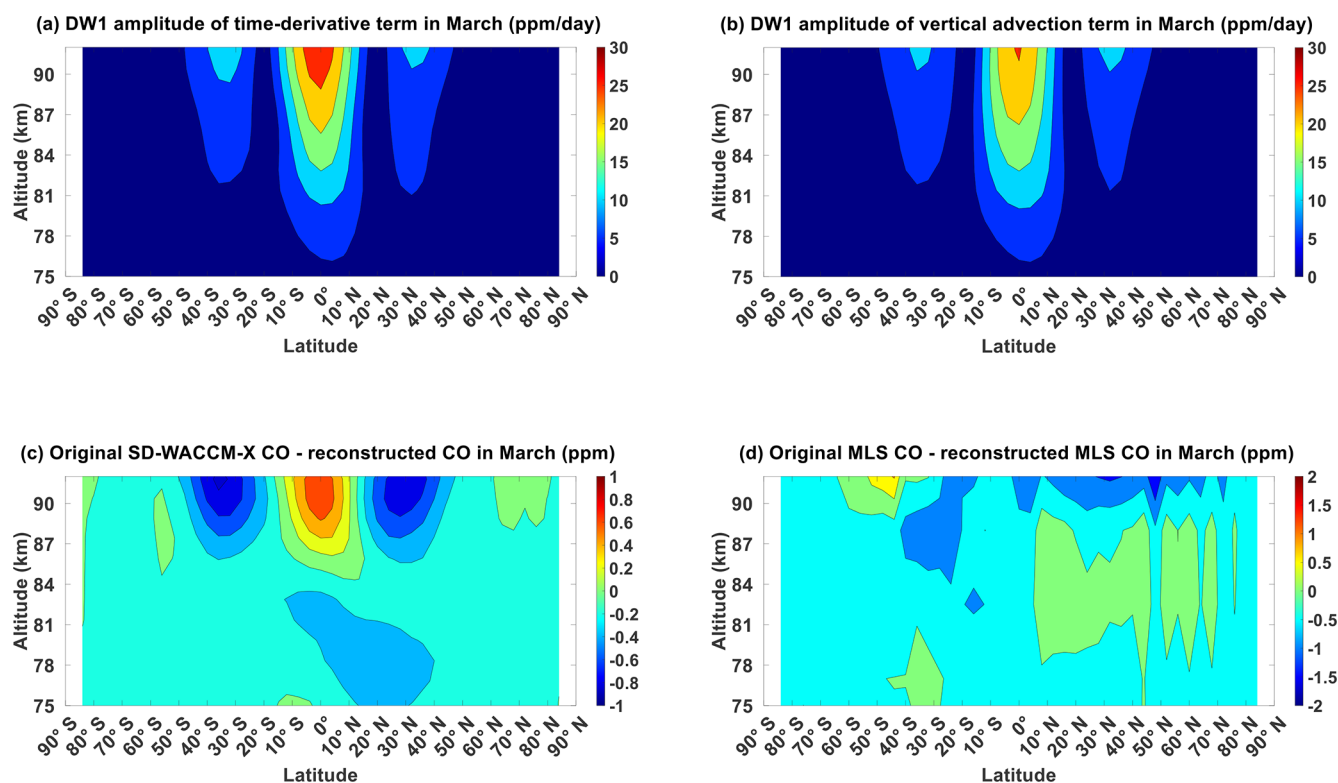 (a) DW1 amplitude of time-derivative term in March (ppm/day)
Altitude (km)
90
87
84
81
78
75
90° S
80° S
70° S
60° S
50° S
40° S
30° S
20° S
10° S
0°
10° N
20° N
30° N
40° N
50° N
60° N
70° N
80° N
90° N
Latitude
30
25
20
15
10
5
0
(b) DW1 amplitude of vertical advection term in March (ppm/day)
Altitude (km)
90
87
84
81
78
75
90° S
80° S
70° S
60° S
50° S
40° S
30° S
20° S
10° S
0°
10° N
20° N
30° N
40° N
50° N
60° N
70° N
80° N
90° N
Latitude
30
25
20
15
10
5
0
(c) Original SD-WACCM-X CO - reconstructed CO in March (ppm)
Altitude (km)
90
87
84
81
78
75
90° S
80° S
70° S
60° S
50° S
40° S
30° S
20° S
10° S
0°
10° N
20° N
30° N
40° N
50° N
60° N
70° N
80° N
90° N
Latitude
1
0.8
0.6
0.4
0.2
0
-0.2
-0.4
-0.6
-0.8
-1
(d) Original MLS CO - reconstructed MLS CO in March (ppm)
Altitude (km)
90
87
84
81
78
75
90° S
80° S
70° S
60° S
50° S
40° S
30° S
20° S
10° S
0°
10° N
20° N
30° N
40° N
50° N
60° N
70° N
80° N
90° N
Latitude
2
1.5
1
0.5
0
-0.5
-1
-1.5
-2